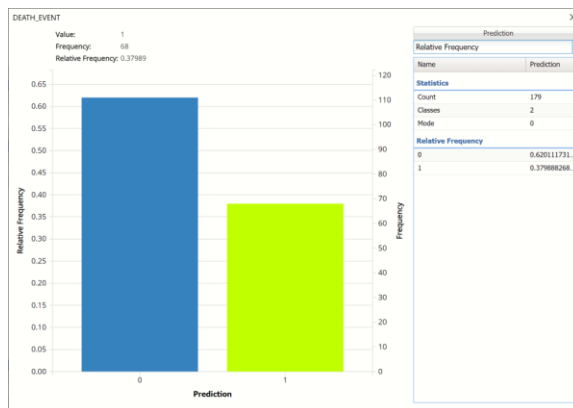 DEATH_EVENT
Value: 1
Frequency: 68
Relative Frequency: 0.37989
0.65
0.60
0.55
0.50
0.45
0.40
0.35
0.30
0.25
0.20
0.15
0.10
0.05
0.00
Relative Frequency
120
110
100
90
80
70
60
50
40
30
20
10
0
Frequency
0 1
Prediction
Prediction
Relative Frequency
Name Prediction
Statistics
Count 179
Classes 2
Mode 0
Relative Frequency
0 0.620111731.
1 0.379888268.